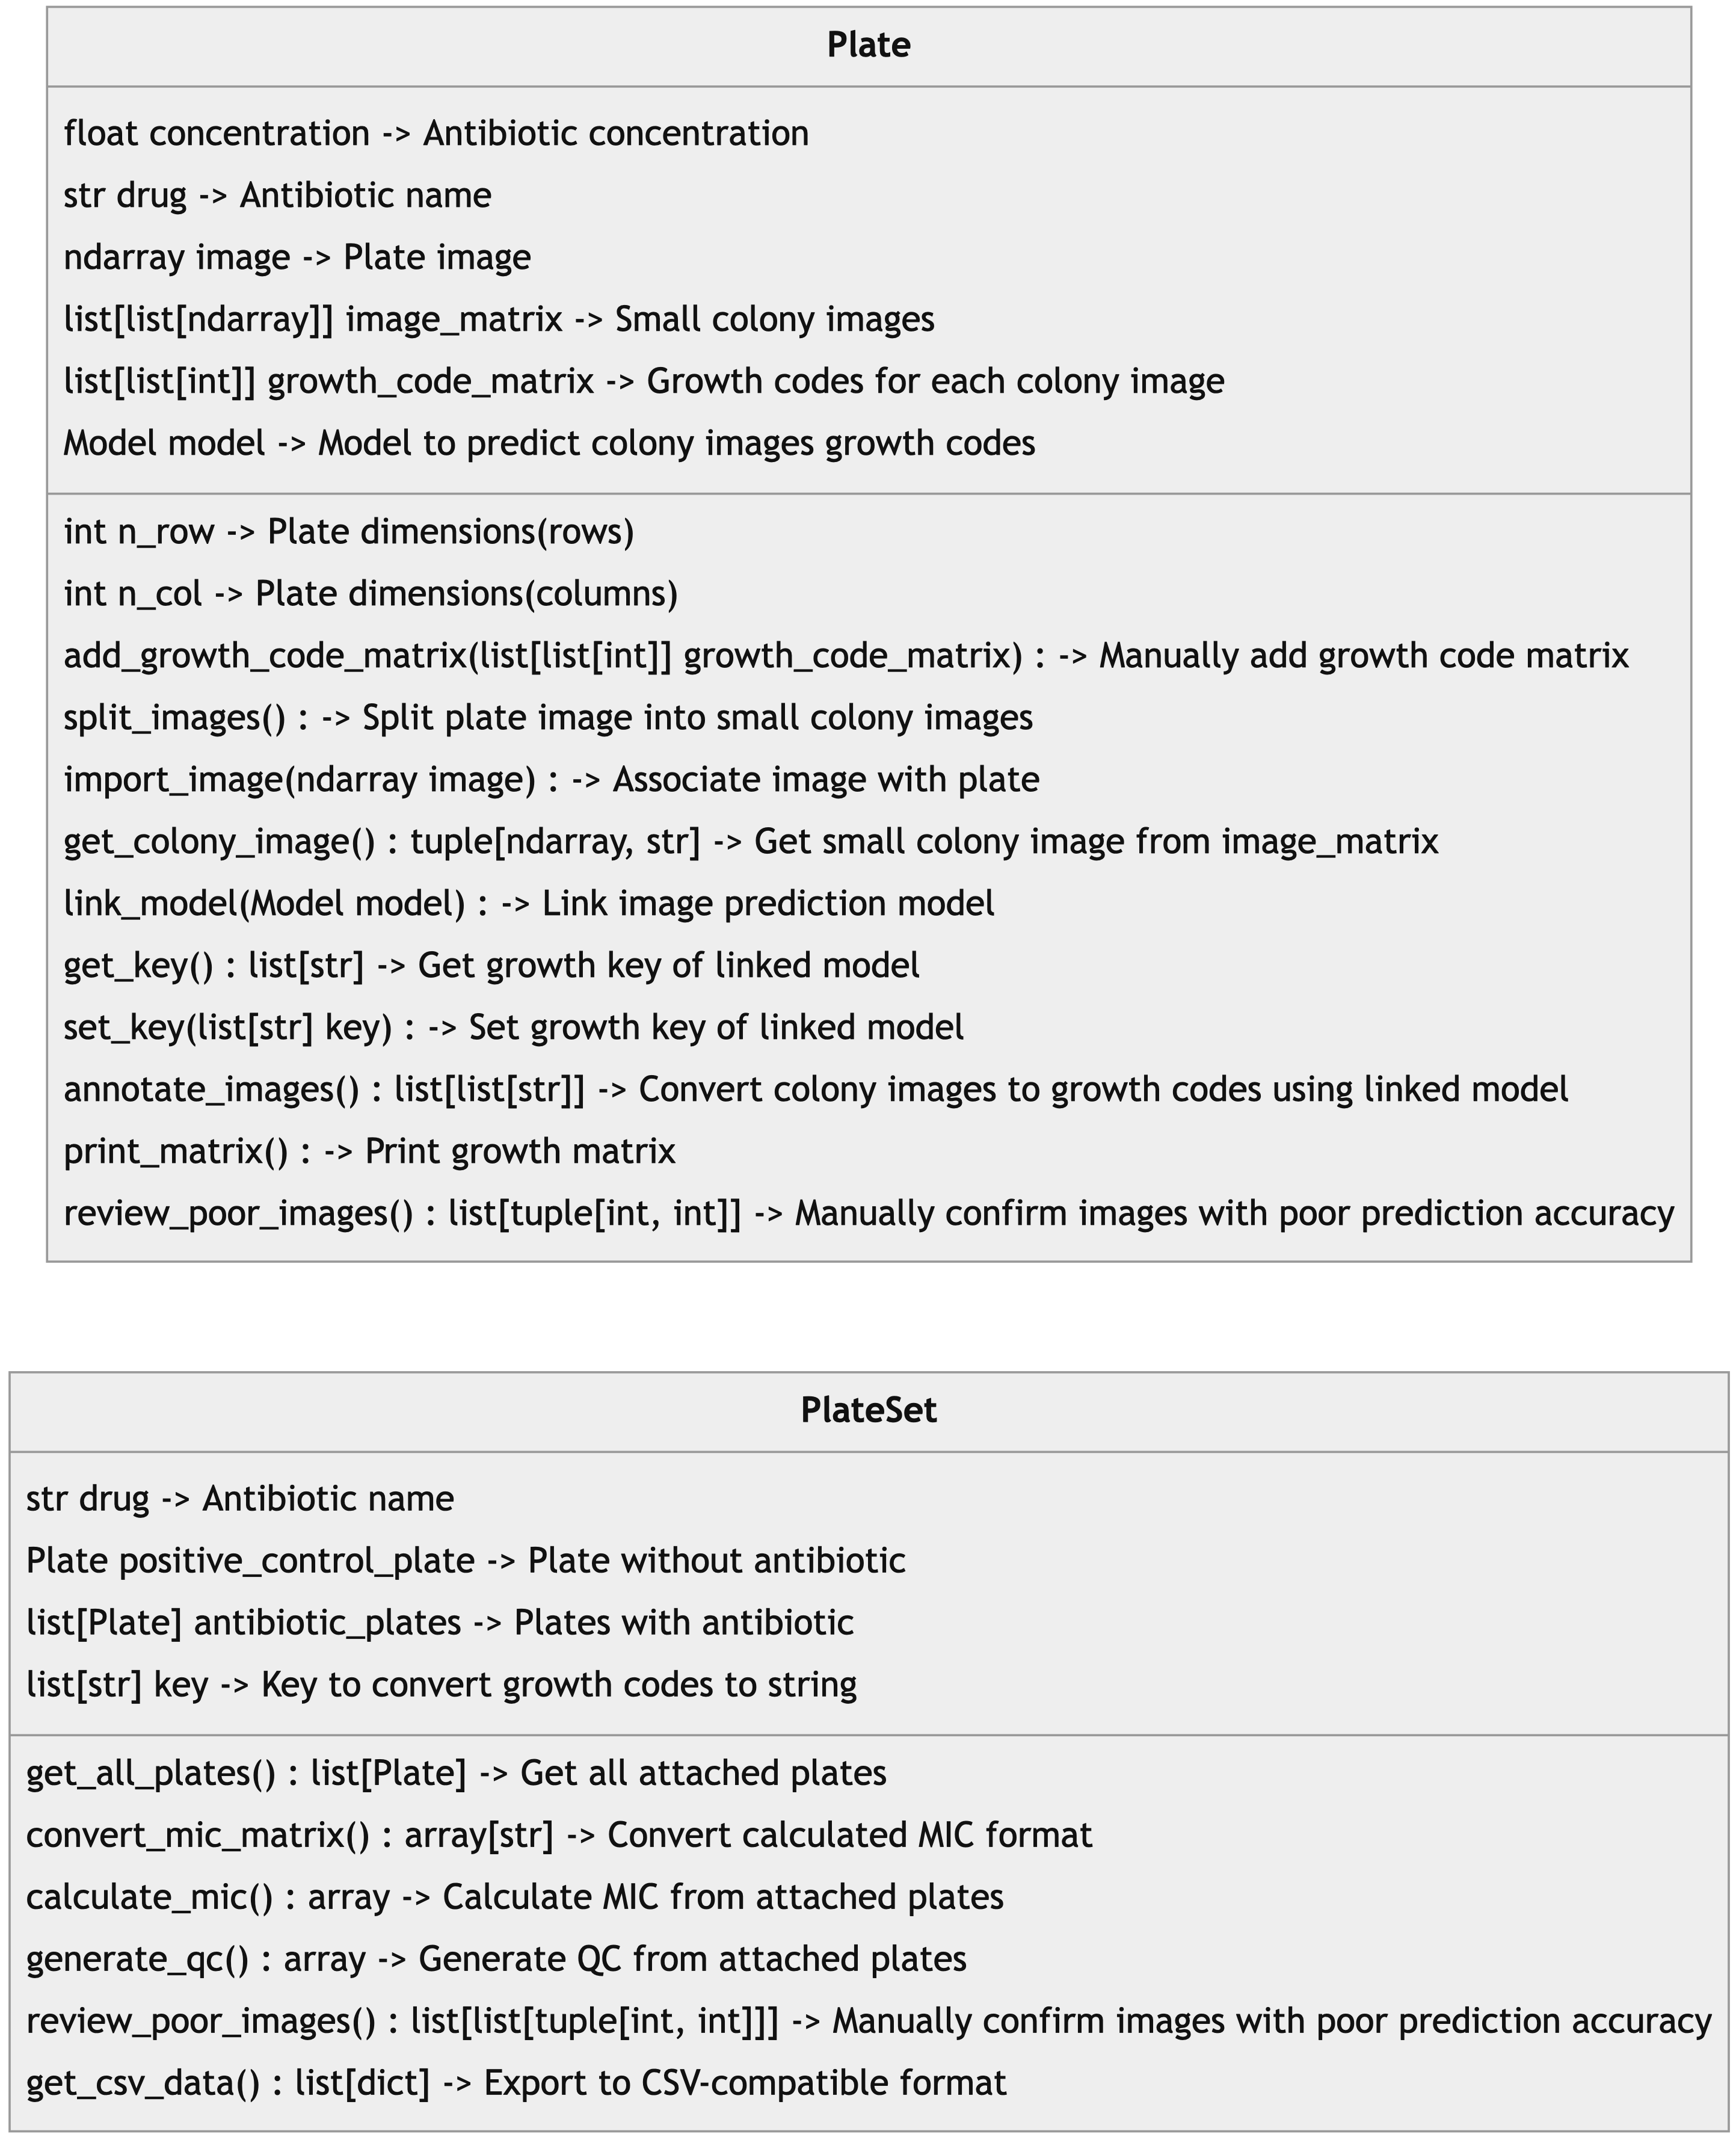 Plate
float concentration -> Antibiotic concentration
str drug -> Antibiotic name
ndarray image -> Plate image
list[list[ndarray]] image_matrix -> Small colony images
list[list[int]] growth_code_matrix -> Growth codes for each colony image
Model model -> Model to predict colony images growth codes
int n_row -> Plate dimensions(rows)
int n_col -> Plate dimensions(columns)
add_growth_code_matrix(list[list[int]] growth_code_matrix) : -> Manually add growth code matrix
split_images() : -> Split plate image into small colony images
import_image(ndarray image) : -> Associate image with plate
get_colony_image() : tuple[ndarray, str] -> Get small colony image from image_matrix
link_model(Model model) : -> Link image prediction model
get_key() : list[str] -> Get growth key of linked model
set_key(list[str] key) : -> Set growth key of linked model
annotate_images() : list[list[str]] -> Convert colony images to growth codes using linked model
print_matrix() : -> Print growth matrix
review_poor_images() : list[tuple[int, int]] -> Manually confirm images with poor prediction accuracy
PlateSet
str drug -> Antibiotic name
Plate positive_control_plate -> Plate without antibiotic
list[Plate] antibiotic_plates -> Plates with antibiotic
list[str] key -> Key to convert growth codes to string
get_all_plates() : list[Plate] -> Get all attached plates
convert_mic_matrix() : array[str] -> Convert calculated MIC format
calculate_mic() : array -> Calculate MIC from attached plates
generate_qc() : array -> Generate QC from attached plates
review_poor_images() : list[list[tuple[int, int]]] -> Manually confirm images with poor prediction accuracy
get_csv_data() : list[dict] -> Export to CSV-compatible format